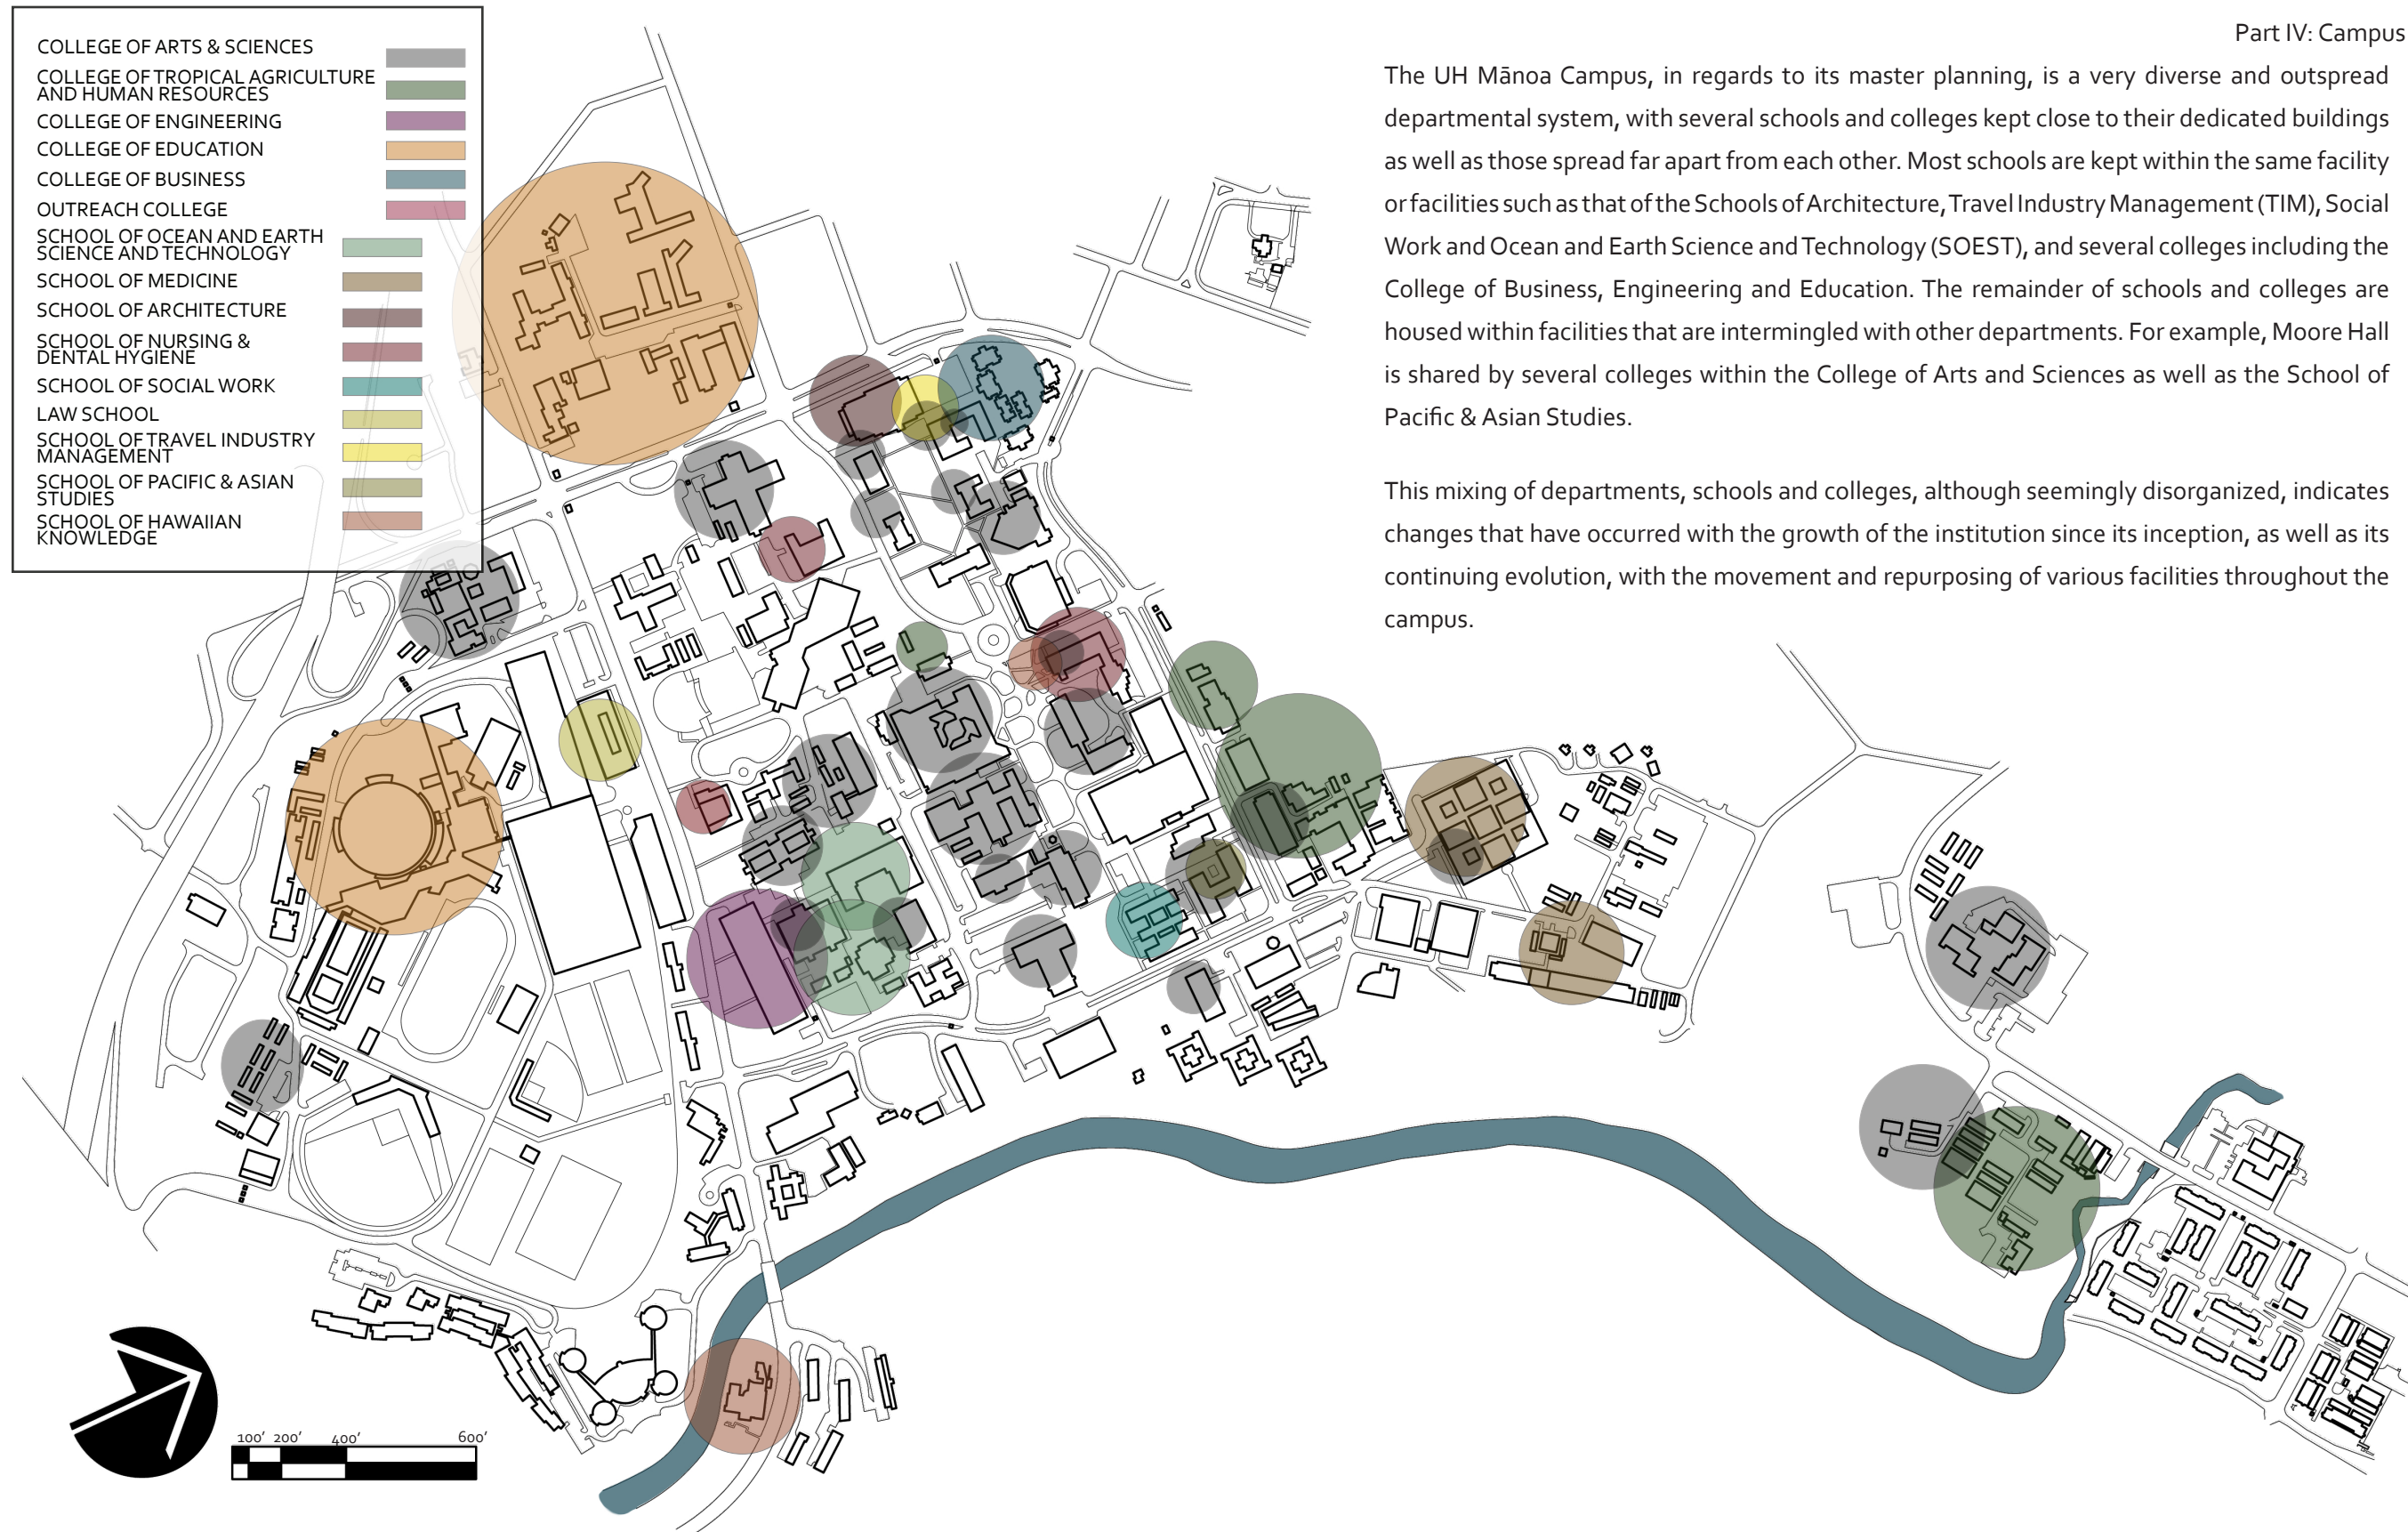 COLLEGE OF ARTS & SCIENCES
COLLEGE OF TROPICAL AGRICULTURE
AND HUMAN RESOURCES
COLLEGE OF ENGINEERING
COLLEGE OF EDUCATION
COLLEGE OF BUSINESS
OUTREACH COLLEGE
SCHOOL OF OCEAN AND EARTH
SCIENCE AND TECHNOLOGY
SCHOOL OF MEDICINE
SCHOOL OF ARCHITECTURE
SCHOOL OF NURSING &
DENTAL HYGIENE
SCHOOL OF SOCIAL WORK
LAW SCHOOL
SCHOOL OF TRAVEL INDUSTRY
MANAGEMENT
SCHOOL OF PACIFIC & ASIAN
STUDIES
SCHOOL OF HAWAIIAN
KNOWLEDGE
Part IV: Campus
The UH Mānoa Campus, in regards to its master planning, is a very diverse and outspread
departmental system, with several schools and colleges kept close to their dedicated buildings
as well as those spread far apart from each other. Most schools are kept within the same facility
or facilities such as that of the Schools of Architecture, Travel Industry Management (TIM), Social
Work and Ocean and Earth Science and Technology (SOEST), and several colleges including the
College of Business, Engineering and Education. The remainder of schools and colleges are
housed within facilities that are intermingled with other departments. For example, Moore Hall
is shared by several colleges within the College of Arts and Sciences as well as the School of
Pacific & Asian Studies.
This mixing of departments, schools and colleges, although seemingly disorganized, indicates
changes that have occurred with the growth of the institution since its inception, as well as its
continuing evolution, with the movement and repurposing of various facilities throughout the
campus.
100' 200' 400' 600'